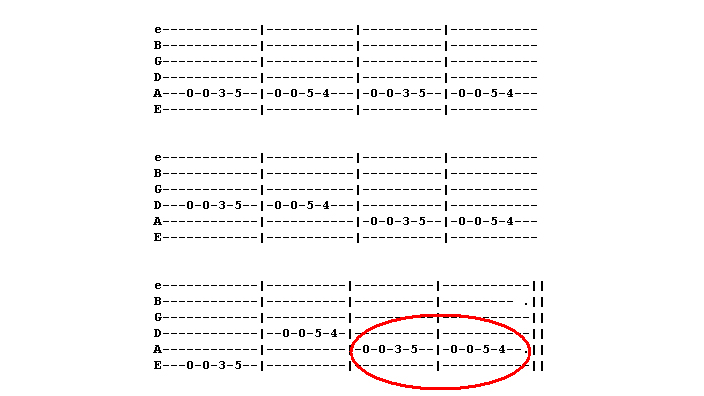 e------------|-----------|----------|-----------
B------------|-----------|----------|-----------
G------------|-----------|----------|-----------
D------------|-----------|----------|-----------
A---0-0-3-5--|-0-0-5-4---|-0-0-3-5--|-0-0-5-4---
E------------|-----------|----------|-----------
e------------|-----------|----------|-----------
B------------|-----------|----------|-----------
G------------|-----------|----------|-----------
D---0-0-3-5--|-0-0-5-4---|----------|-----------
A------------|-----------|-0-0-3-5--|-0-0-5-4---
E------------|-----------|----------|-----------
e------------|----------|----------|-----------||
B------------|----------|----------|--------- .||
G------------|----------|----------|-----------||
D------------|-0-0-5-4-|----------|-----------||
A------------|----------|-0-0-3-5--|-0-0-5-4--.||
E---0-0-3-5--|----------|----------|-----------||